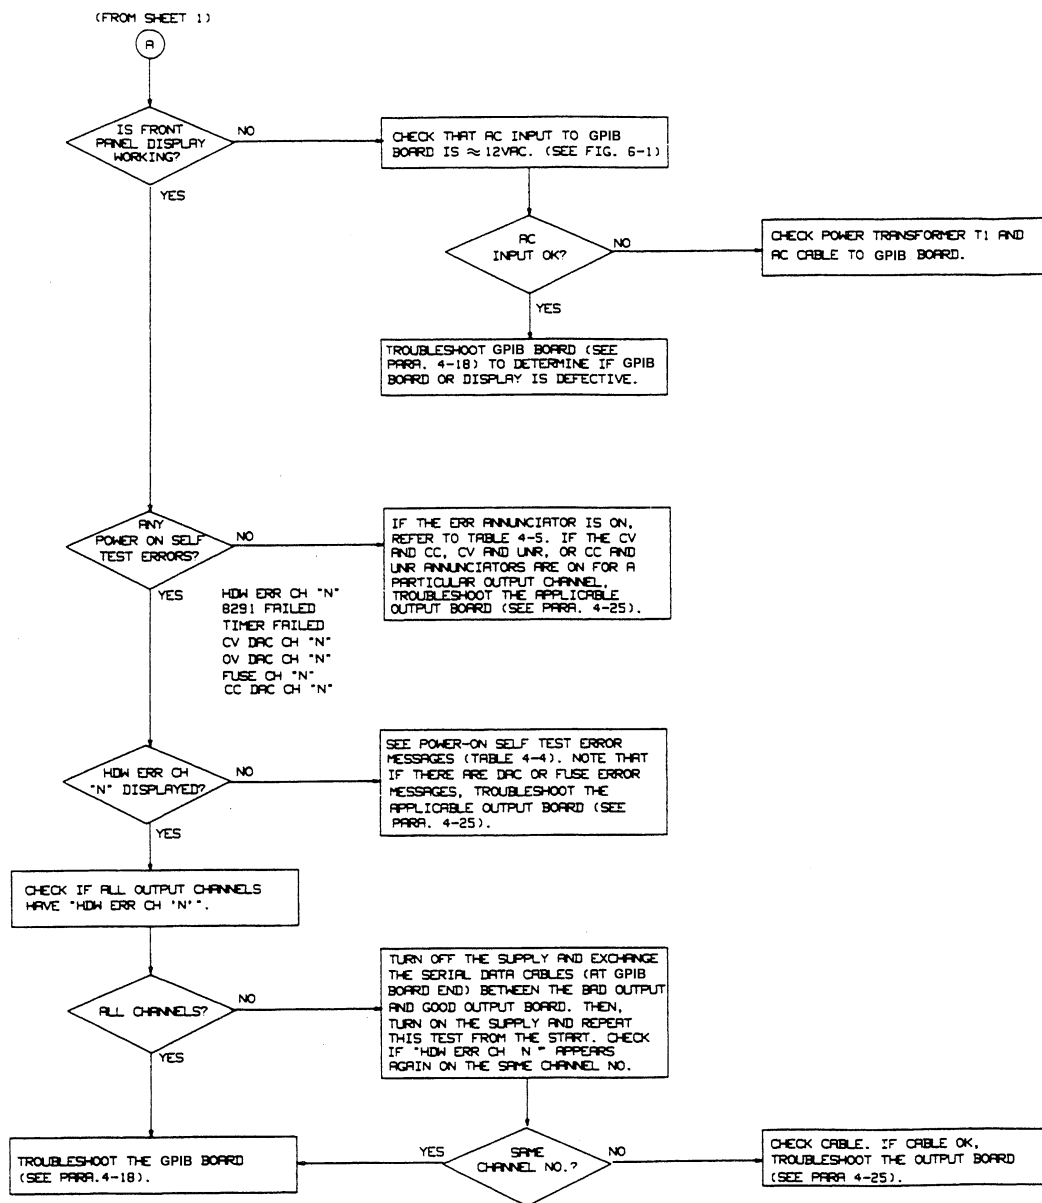 (FROM SHEET 1)
A
IS FRONT
PANEL DISPLAY
WORKING?
NO
YES
CHECK THAT AC INPUT TO GPIB
BOARD IS ≈ 12VAC. (SEE FIG. 6-1)
AC
INPUT OK?
NO
YES
CHECK POWER TRANSFORMER T1 AND
AC CABLE TO GPIB BOARD.
TROUBLESHOOT GPIB BOARD (SEE
PARA. 4-18) TO DETERMINE IF GPIB
BOARD OR DISPLAY IS DEFECTIVE.
ANY
POWER ON SELF
TEST ERRORS?
NO
YES
IF THE ERR ANNUNCIATOR IS ON,
REFER TO TABLE 4-5. IF THE CV
AND CC, CV AND UNR, OR CC AND
UNR ANNUNCIATORS ARE ON FOR A
PARTICULAR OUTPUT CHANNEL,
TROUBLESHOOT THE APPLICABLE
OUTPUT BOARD (SEE PARA. 4-25).
HDW ERR CH "N"
8291 FAILED
TIMER FAILED
CV DAC CH "N"
OV DAC CH "N"
FUSE CH "N"
CC DAC CH "N"
HDW ERR CH
"N" DISPLAYED?
NO
YES
SEE POWER-ON SELF TEST ERROR
MESSAGES (TABLE 4-4). NOTE THAT
IF THERE ARE DAC OR FUSE ERROR
MESSAGES, TROUBLESHOOT THE
APPLICABLE OUTPUT BOARD (SEE
PARA. 4-25).
CHECK IF ALL OUTPUT CHANNELS
HAVE "HDW ERR CH 'N'".
ALL CHANNELS?
NO
YES
TURN OFF THE SUPPLY AND EXCHANGE
THE SERIAL DATA CABLES (AT GPIB
BOARD END) BETWEEN THE BAD OUTPUT
AND GOOD OUTPUT BOARD. THEN,
TURN ON THE SUPPLY AND REPEAT
THIS TEST FROM THE START. CHECK
IF "HDW ERR CH N'" APPEARS
AGAIN ON THE SAME CHANNEL NO.
TROUBLESHOOT THE GPIB BOARD
(SEE PARA.4-18).
YES
SAME
CHANNEL NO.?
NO
CHECK CABLE. IF CABLE OK,
TROUBLESHOOT THE OUTPUT BOARD
(SEE PARA 4-25).